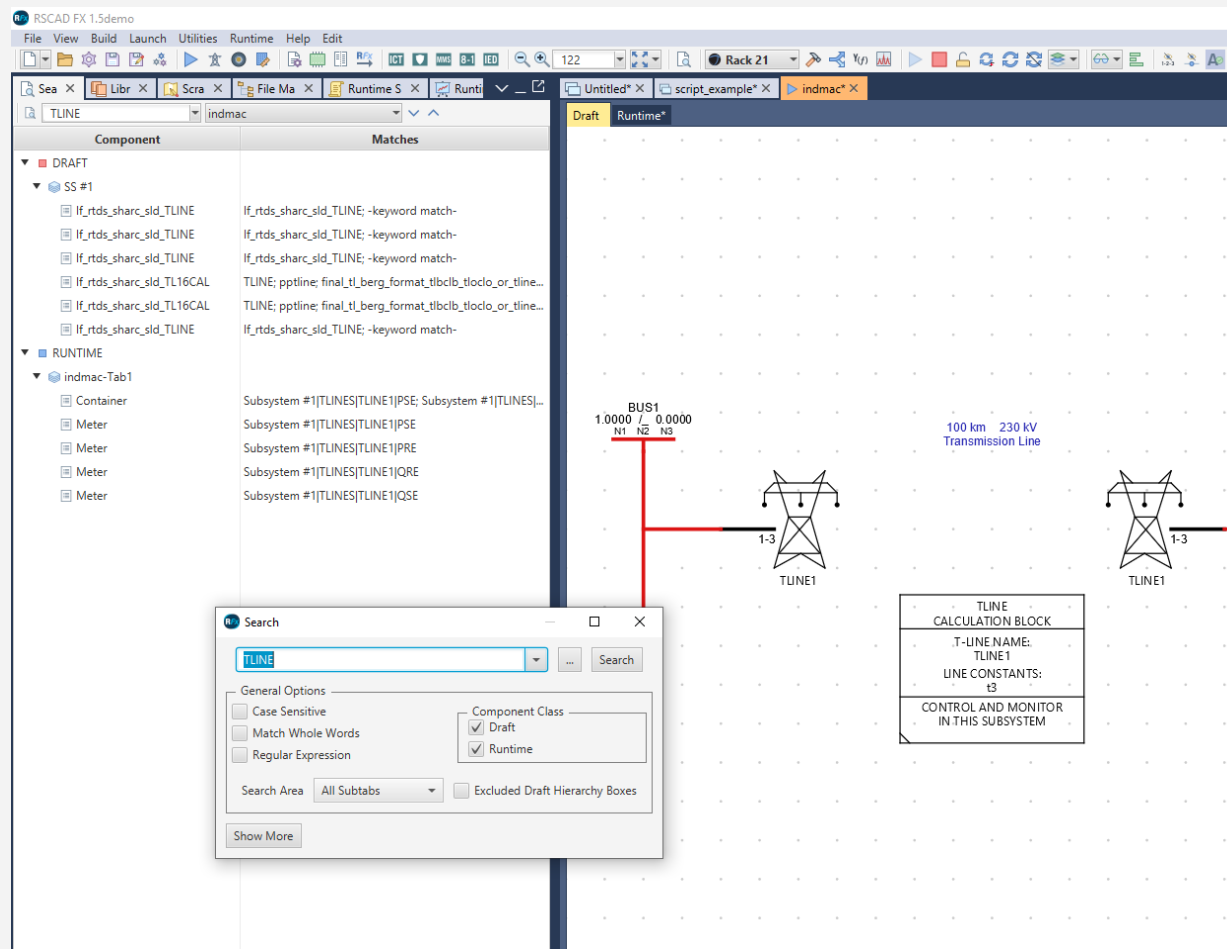 RFX RSCAD FX 1.5demo
File View Build Launch Utilities Runtime Help Edit
RFX ICT MMS 8-1 IED 122 Rack 21 Y(f) A
Sea Libr Scra File Ma Runtime S Runti Untitled* script_example* indmac*
TLINE indmac
Draft Runtime*
Component Matches
DRAFT
SS #1
lf_rtds_sharc_sld_TLINE lf_rtds_sharc_sld_TLINE; -keyword match-
lf_rtds_sharc_sld_TLINE lf_rtds_sharc_sld_TLINE; -keyword match-
lf_rtds_sharc_sld_TLINE lf_rtds_sharc_sld_TLINE; -keyword match-
lf_rtds_sharc_sld_TL16CAL TLINE; pptline; final_tl_berg_format_tlbclb_tloclo_or_tline...
lf_rtds_sharc_sld_TL16CAL TLINE; pptline; final_tl_berg_format_tlbclb_tloclo_or_tline...
lf_rtds_sharc_sld_TLINE lf_rtds_sharc_sld_TLINE; -keyword match-
RUNTIME
indmac-Tab1
Container Subsystem #1|TLINES|TLINE1|PSE; Subsystem #1|TLINES|...
Meter Subsystem #1|TLINES|TLINE1|PSE
Meter Subsystem #1|TLINES|TLINE1|PRE
Meter Subsystem #1|TLINES|TLINE1|QRE
Meter Subsystem #1|TLINES|TLINE1|QSE
BUS1
1.0000 /_ 0.0000
N1 N2 N3
100 km 230 kV
Transmission Line
1-3
TLINE1
1-3
TLINE1
TLINE
CALCULATION BLOCK
T-LINE NAME:
TLINE1
LINE CONSTANTS:
t3
CONTROL AND MONITOR
IN THIS SUBSYSTEM
RFX Search
TLINE ... Search
General Options
Case Sensitive
Match Whole Words
Regular Expression
Component Class
Draft
Runtime
Search Area All Subtabs Excluded Draft Hierarchy Boxes
Show More